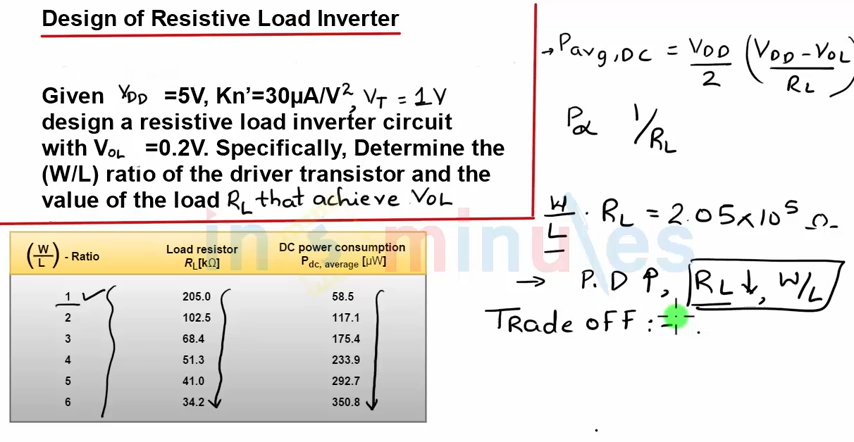 Design of Resistive Load Inverter
Given VDD =5V, Kn'=30µA/V², VT = 1V
design a resistive load inverter circuit
with VOL =0.2V. Specifically, Determine the
(W/L) ratio of the driver transistor and the
value of the load RL that achieve VOL
(W/L) - Ratio Load resistor RL[kΩ] DC power consumption Pdc, average [µW]
1 ✓ 205.0 58.5
2 102.5 117.1
3 68.4 175.4
4 51.3 233.9
5 41.0 292.7
6 34.2 350.8
→ Pavg,DC = VDD/2 (VDD - VOL/RL)
P α 1/RL
W/L · RL = 2.05×10⁵ Ω
→ P.D ↑, RL ↓, W/L
Trade off :-
in minutes